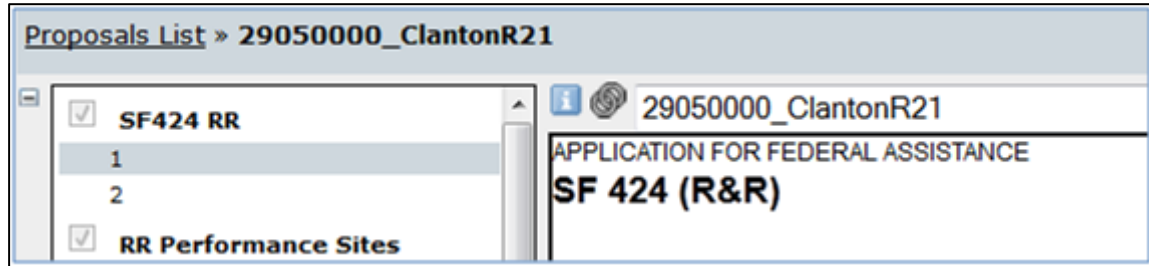 Proposals List » 29050000_ClantonR21
SF424 RR
1
2
RR Performance Sites
29050000_ClantonR21
APPLICATION FOR FEDERAL ASSISTANCE
SF 424 (R&R)